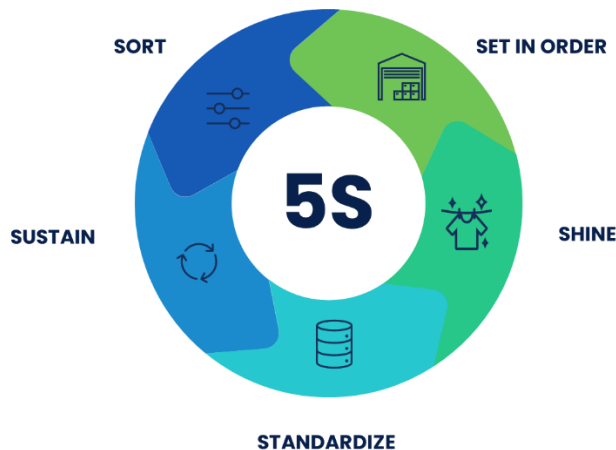 SORT
SET IN ORDER
5S
SUSTAIN
SHINE
STANDARDIZE